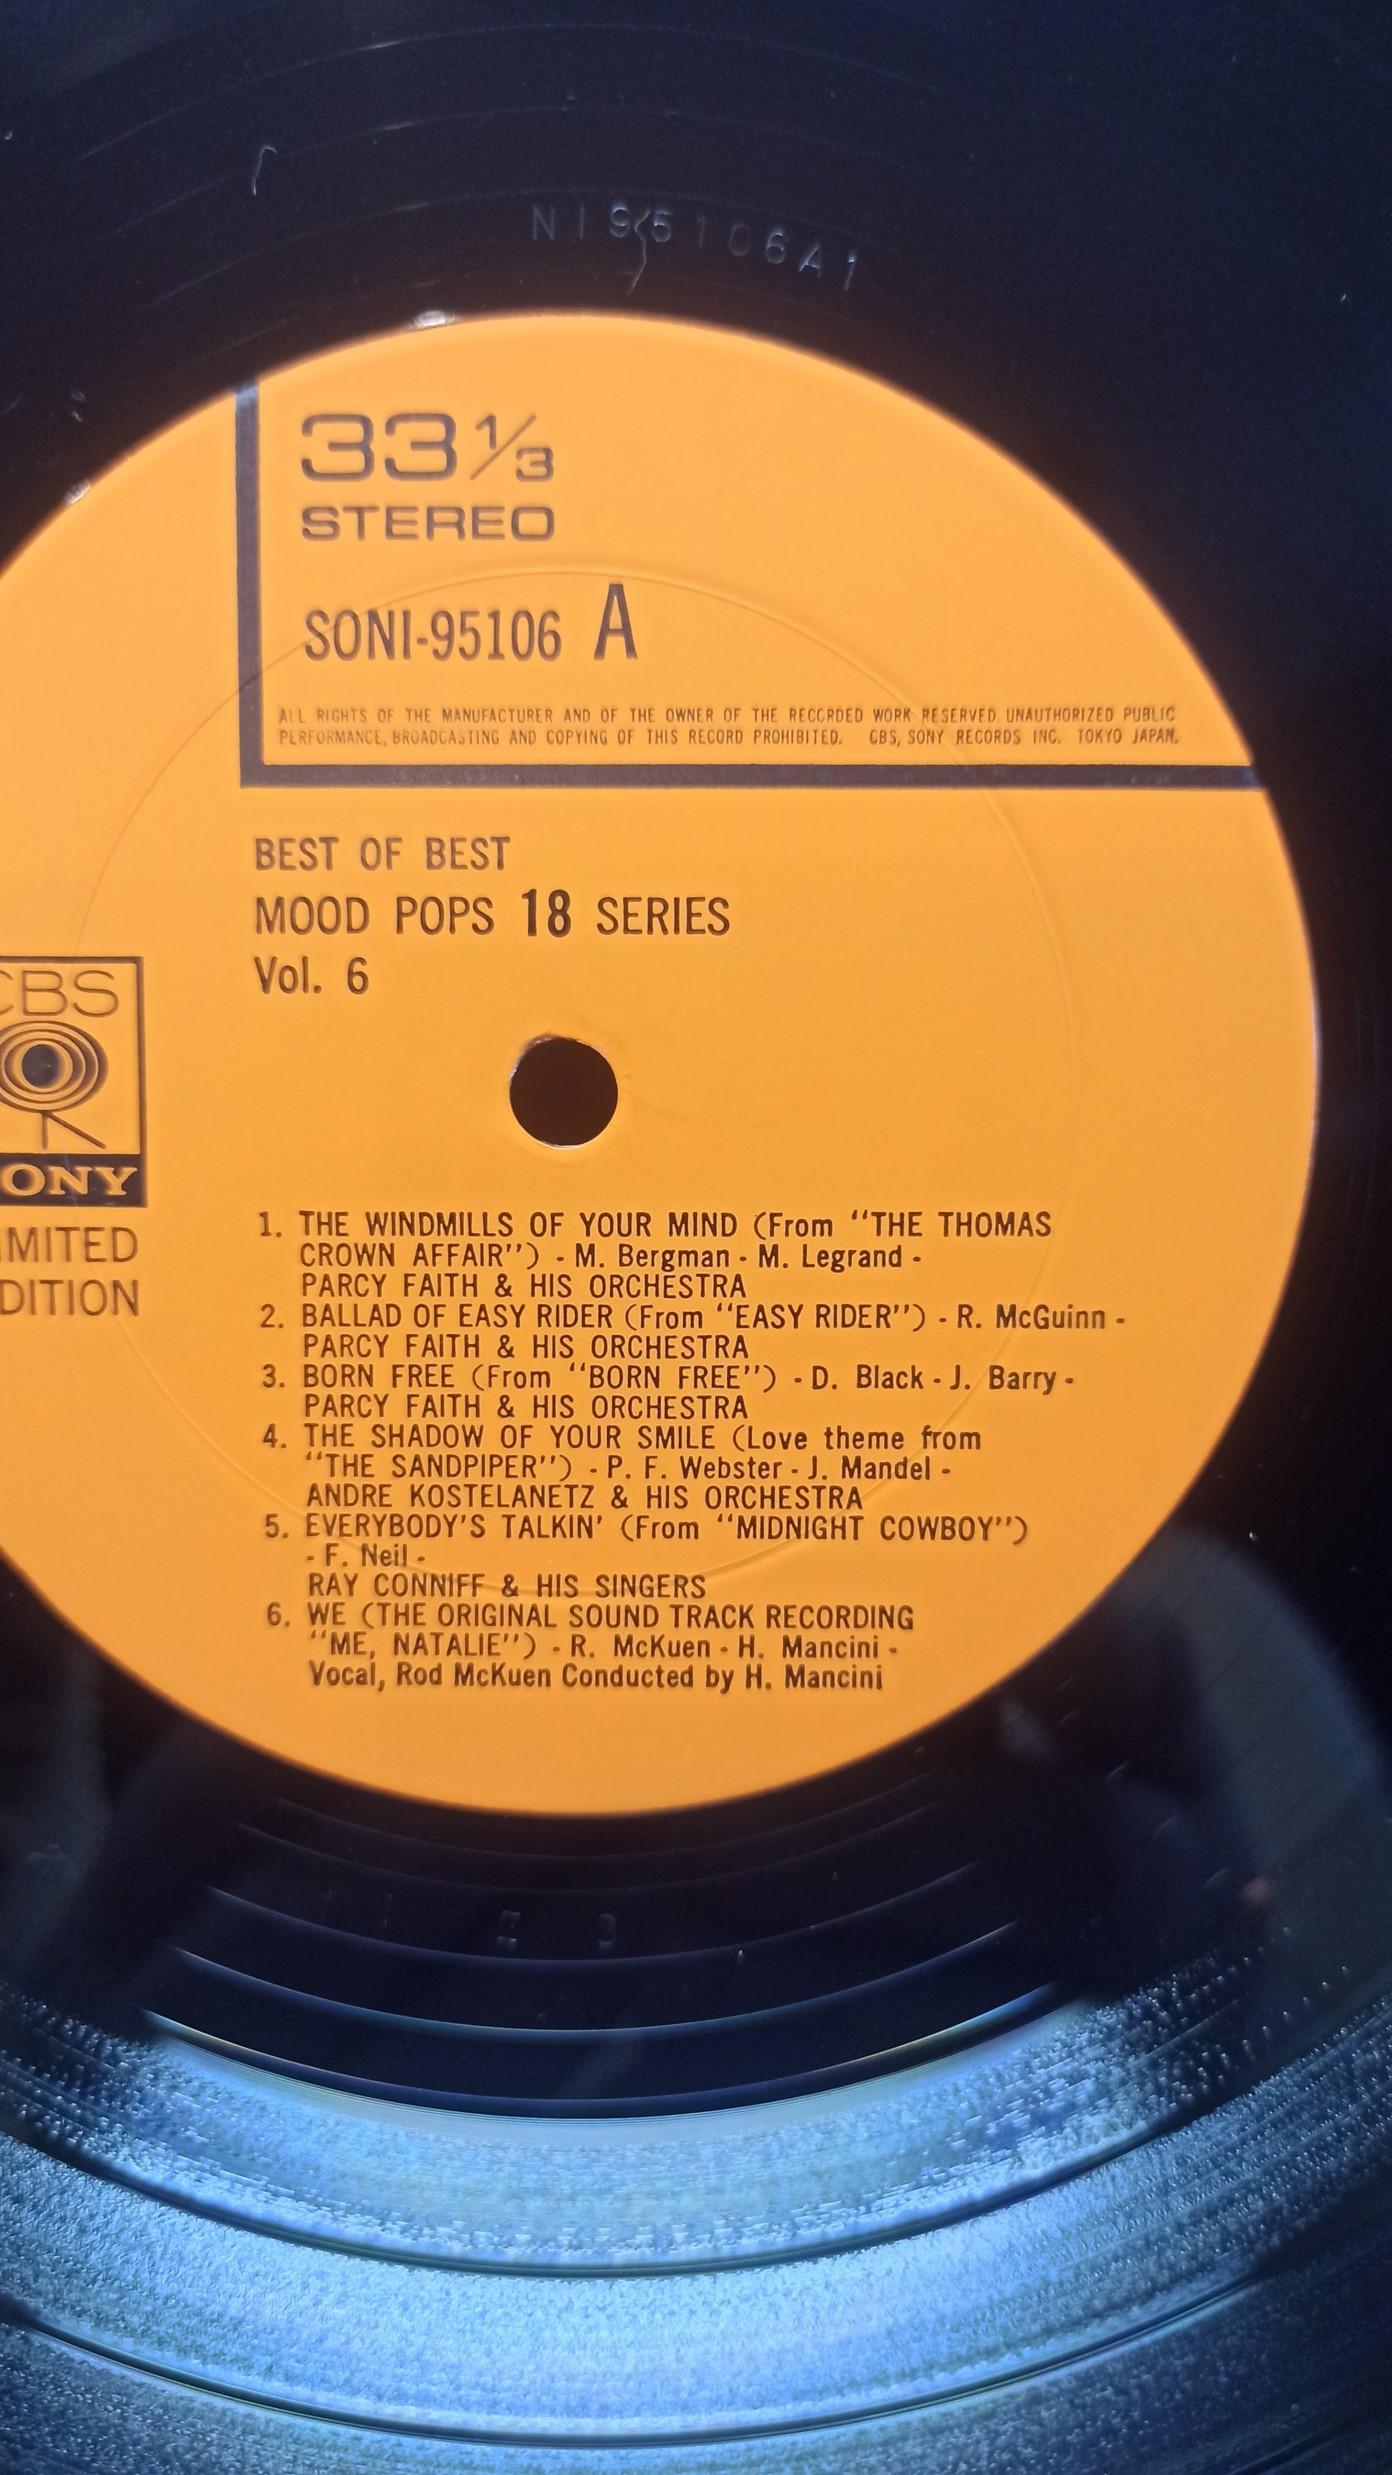 NI95106A1
33 1/3
STEREO
SONI-95106 A
ALL RIGHTS OF THE MANUFACTURER AND OF THE OWNER OF THE RECORDED WORK RESERVED. UNAUTHORIZED PUBLIC
PERFORMANCE, BROADCASTING AND COPYING OF THIS RECORD PROHIBITED. CBS, SONY RECORDS INC. TOKYO JAPAN.
BEST OF BEST
MOOD POPS 18 SERIES
Vol. 6
CBS
ONY
IMITED
DITION
1. THE WINDMILLS OF YOUR MIND (From "THE THOMAS
CROWN AFFAIR") - M. Bergman - M. Legrand -
PARCY FAITH & HIS ORCHESTRA
2. BALLAD OF EASY RIDER (From "EASY RIDER") - R. McGuinn -
PARCY FAITH & HIS ORCHESTRA
3. BORN FREE (From "BORN FREE") - D. Black - J. Barry -
PARCY FAITH & HIS ORCHESTRA
4. THE SHADOW OF YOUR SMILE (Love theme from
"THE SANDPIPER") - P. F. Webster - J. Mandel -
ANDRE KOSTELANETZ & HIS ORCHESTRA
5. EVERYBODY'S TALKIN' (From "MIDNIGHT COWBOY")
- F. Neil -
RAY CONNIFF & HIS SINGERS
6. WE (THE ORIGINAL SOUND TRACK RECORDING
"ME, NATALIE") - R. McKuen - H. Mancini -
Vocal, Rod McKuen Conducted by H. Mancini